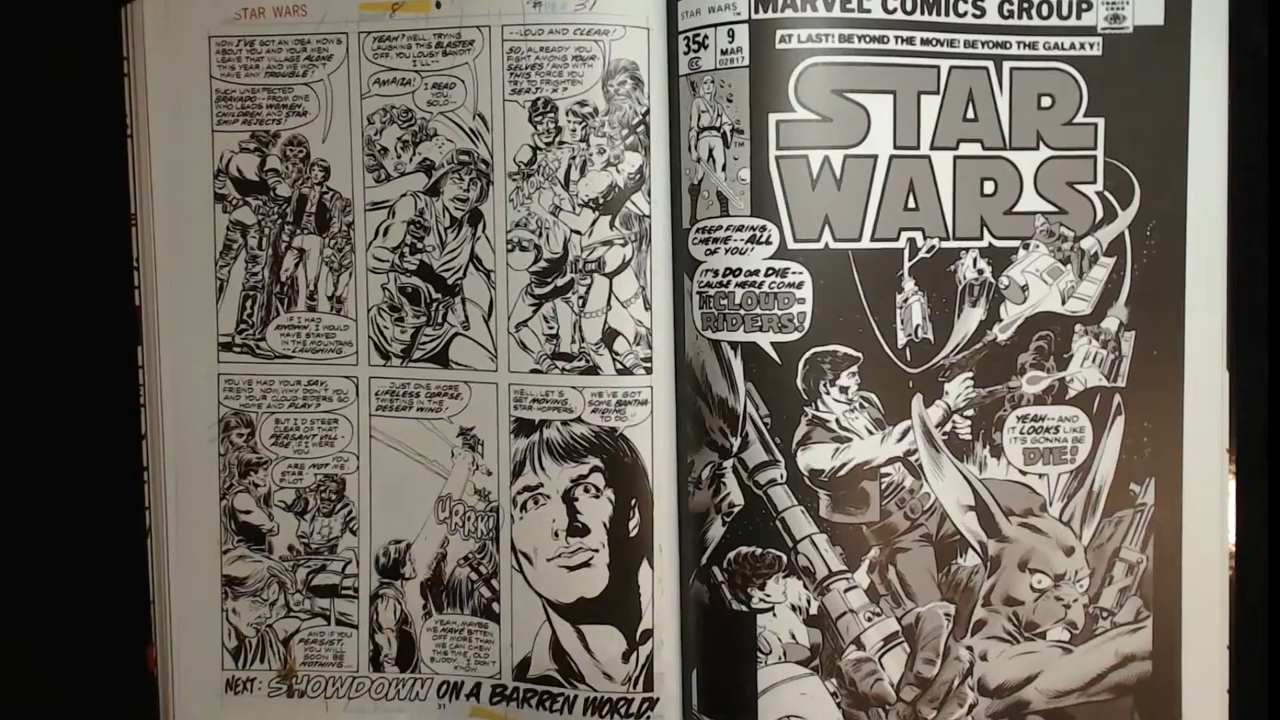 STAR WARS
8
31
NOW I'VE GOT AN IDEA. HOW'S
ABOUT YOU AND YOUR MEN
LEAVE THAT VILLAGE ALONE
THIS YEAR, AND WE WON'T
HAVE ANY TROUBLE!
SUCH UNEXPECTED
BRAVADO--FROM ONE
WHO LEADS WOMEN,
CHILDREN, AND STAR-
SHIP REJECTS!
IF I HAD
KNOWN, I WOULD
HAVE STAYED
IN THE MOUNTAINS
--LAUGHING.
YEAH? WELL, TRYING
LAUGHING THIS BLASTER
OFF, YOU LOUSY BANDIT!
I'LL--
AMAIZA!
I READ
YOU,
SOLO--
--LOUD AND CLEAR!
SO, ALREADY YOU
FIGHT AMONG YOUR-
SELVES! AND WITH
THIS FORCE YOU
TRY TO FRIGHTEN
SERJI-X?
YOU'VE HAD YOUR SAY,
FRIEND. NOW, WHY DON'T YOU
AND YOUR CLOUD-RIDERS GO
HOME AND PLAY?
BUT I'D STEER
CLEAR OF THAT
PEASANT VILL-
AGE, IF I WERE
YOU.
YOU
ARE NOT ME,
STAR-
PILOT
AND IF YOU
PERSIST,
YOU WILL
SOON BE
NOTHING...
JUST ONE MORE
LIFELESS CORPSE,
TWISTING IN THE
DESERT WIND!
URRK!
YEAH, MAYBE
WE HAVE BITTEN
OFF MORE THAN
WE CAN CHEW
THIS TIME, OLD
BUDDY. I DON'T
KNOW
WELL, LET'S
GET MOVING,
STAR-HOPPERS!
WE'VE GOT
SOME BANTHA-
RIDING
TO DO
NEXT: SHOWDOWN ON A BARREN WORLD!
31
STAR WARS
TM
MARVEL COMICS GROUP
35¢
CC
9
MAR
02817
AT LAST! BEYOND THE MOVIE! BEYOND THE GALAXY!
STAR
WARS
TM
KEEP FIRING,
CHEWIE--ALL
OF YOU!
IT'S DO OR DIE--
'CAUSE HERE COME
THE CLOUD-
RIDERS!
YEAH--AND
IT LOOKS LIKE
IT'S GONNA BE
DIE!